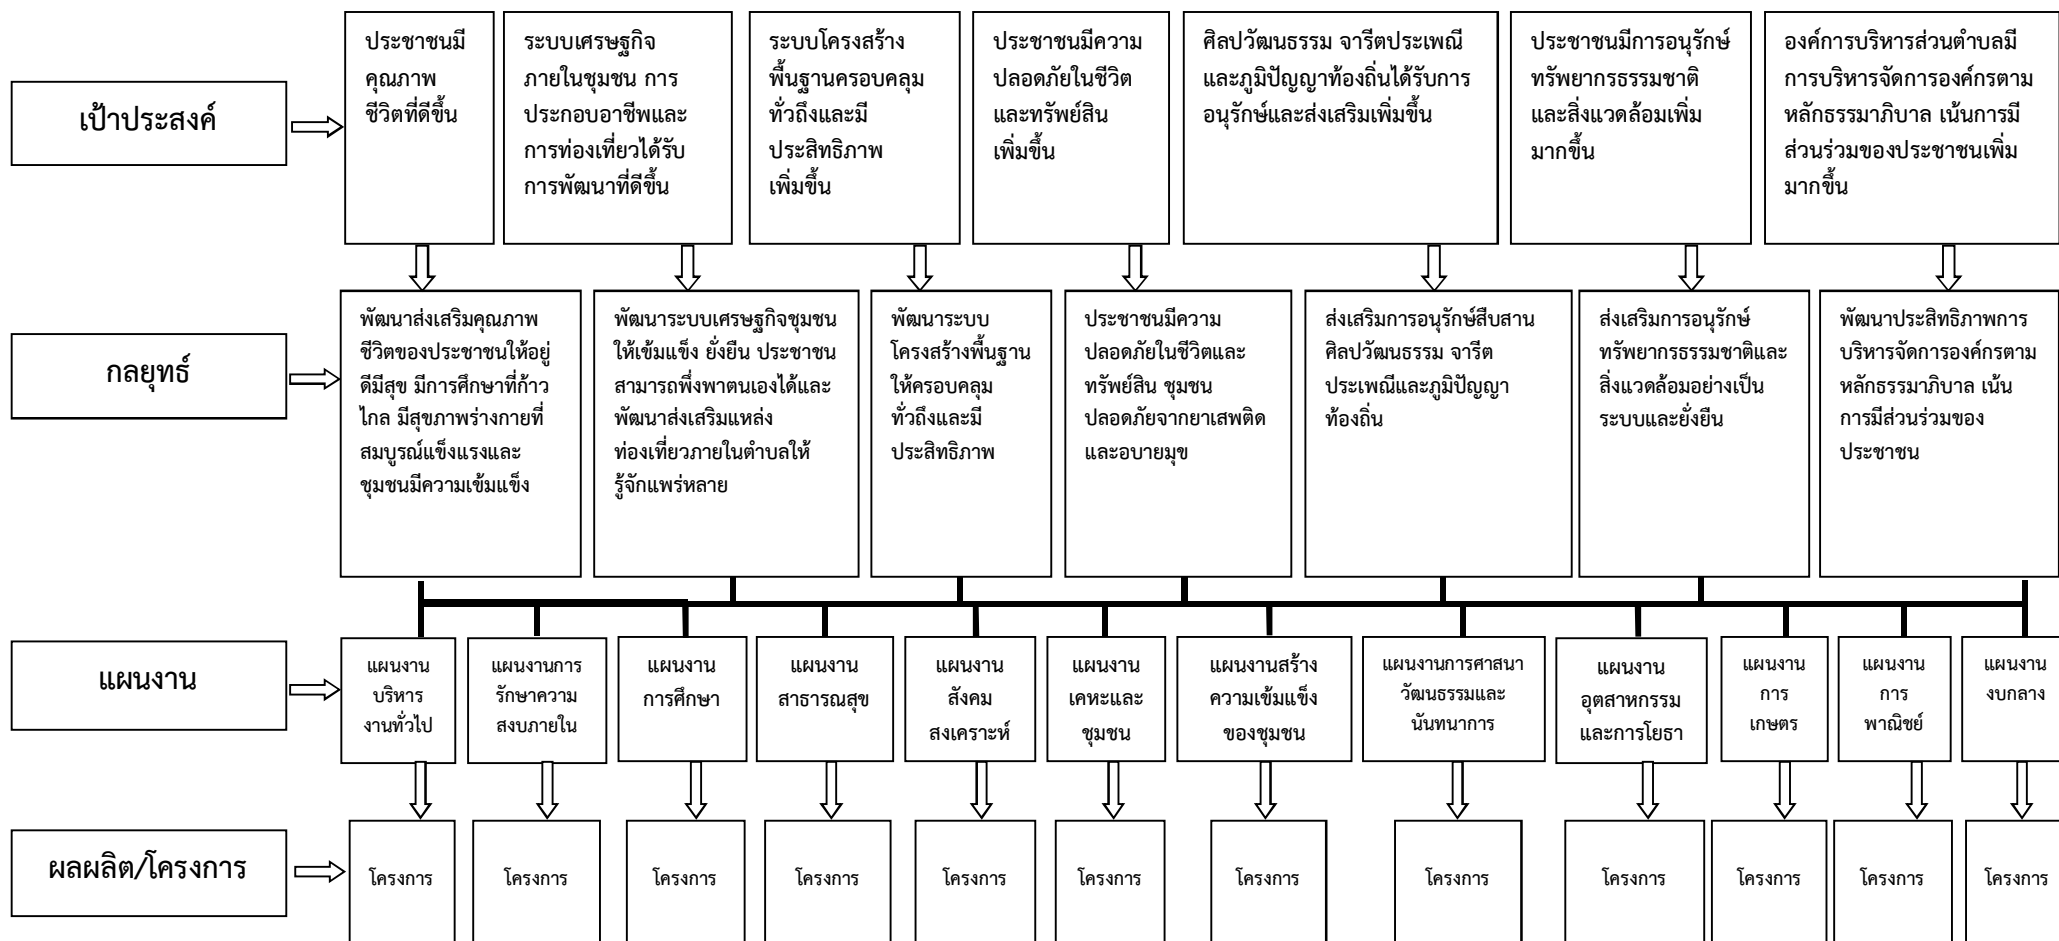 เป้าประสงค์
ประชาชนมี
คุณภาพ
ชีวิตที่ดีขึ้น
ระบบเศรษฐกิจ
ภายในชุมชน การ
ประกอบอาชีพและ
การท่องเที่ยวได้รับ
การพัฒนาที่ดีขึ้น
ระบบโครงสร้าง
พื้นฐานครอบคลุม
ทั่วถึงและมี
ประสิทธิภาพ
เพิ่มขึ้น
ประชาชนมีความ
ปลอดภัยในชีวิต
และทรัพย์สิน
เพิ่มขึ้น
ศิลปวัฒนธรรม จารีตประเพณี
และภูมิปัญญาท้องถิ่นได้รับการ
อนุรักษ์และส่งเสริมเพิ่มขึ้น
ประชาชนมีการอนุรักษ์
ทรัพยากรธรรมชาติ
และสิ่งแวดล้อมเพิ่ม
มากขึ้น
องค์การบริหารส่วนตำบลมี
การบริหารจัดการองค์กรตาม
หลักธรรมาภิบาล เน้นการมี
ส่วนร่วมของประชาชนเพิ่ม
มากขึ้น
กลยุทธ์
พัฒนาส่งเสริมคุณภาพ
ชีวิตของประชาชนให้อยู่
ดีมีสุข มีการศึกษาที่ก้าว
ไกล มีสุขภาพร่างกายที่
สมบูรณ์แข็งแรงและ
ชุมชนมีความเข้มแข็ง
พัฒนาระบบเศรษฐกิจชุมชน
ให้เข้มแข็ง ยั่งยืน ประชาชน
สามารถพึ่งพาตนเองได้และ
พัฒนาส่งเสริมแหล่ง
ท่องเที่ยวภายในตำบลให้
รู้จักแพร่หลาย
พัฒนาระบบ
โครงสร้างพื้นฐาน
ให้ครอบคลุม
ทั่วถึงและมี
ประสิทธิภาพ
ประชาชนมีความ
ปลอดภัยในชีวิตและ
ทรัพย์สิน ชุมชน
ปลอดภัยจากยาเสพติด
และอบายมุข
ส่งเสริมการอนุรักษ์สืบสาน
ศิลปวัฒนธรรม จารีต
ประเพณีและภูมิปัญญา
ท้องถิ่น
ส่งเสริมการอนุรักษ์
ทรัพยากรธรรมชาติและ
สิ่งแวดล้อมอย่างเป็น
ระบบและยั่งยืน
พัฒนาประสิทธิภาพการ
บริหารจัดการองค์กรตาม
หลักธรรมาภิบาล เน้น
การมีส่วนร่วมของ
ประชาชน
แผนงาน
แผนงาน
บริหาร
งานทั่วไป
แผนงานการ
รักษาความ
สงบภายใน
แผนงาน
การศึกษา
แผนงาน
สาธารณสุข
แผนงาน
สังคม
สงเคราะห์
แผนงาน
เคหะและ
ชุมชน
แผนงานสร้าง
ความเข้มแข็ง
ของชุมชน
แผนงานการศาสนา
วัฒนธรรมและ
นันทนาการ
แผนงาน
อุตสาหกรรม
และการโยธา
แผนงาน
การ
เกษตร
แผนงาน
การ
พาณิชย์
แผนงาน
งบกลาง
ผลผลิต/โครงการ
โครงการ
โครงการ
โครงการ
โครงการ
โครงการ
โครงการ
โครงการ
โครงการ
โครงการ
โครงการ
โครงการ
โครงการ